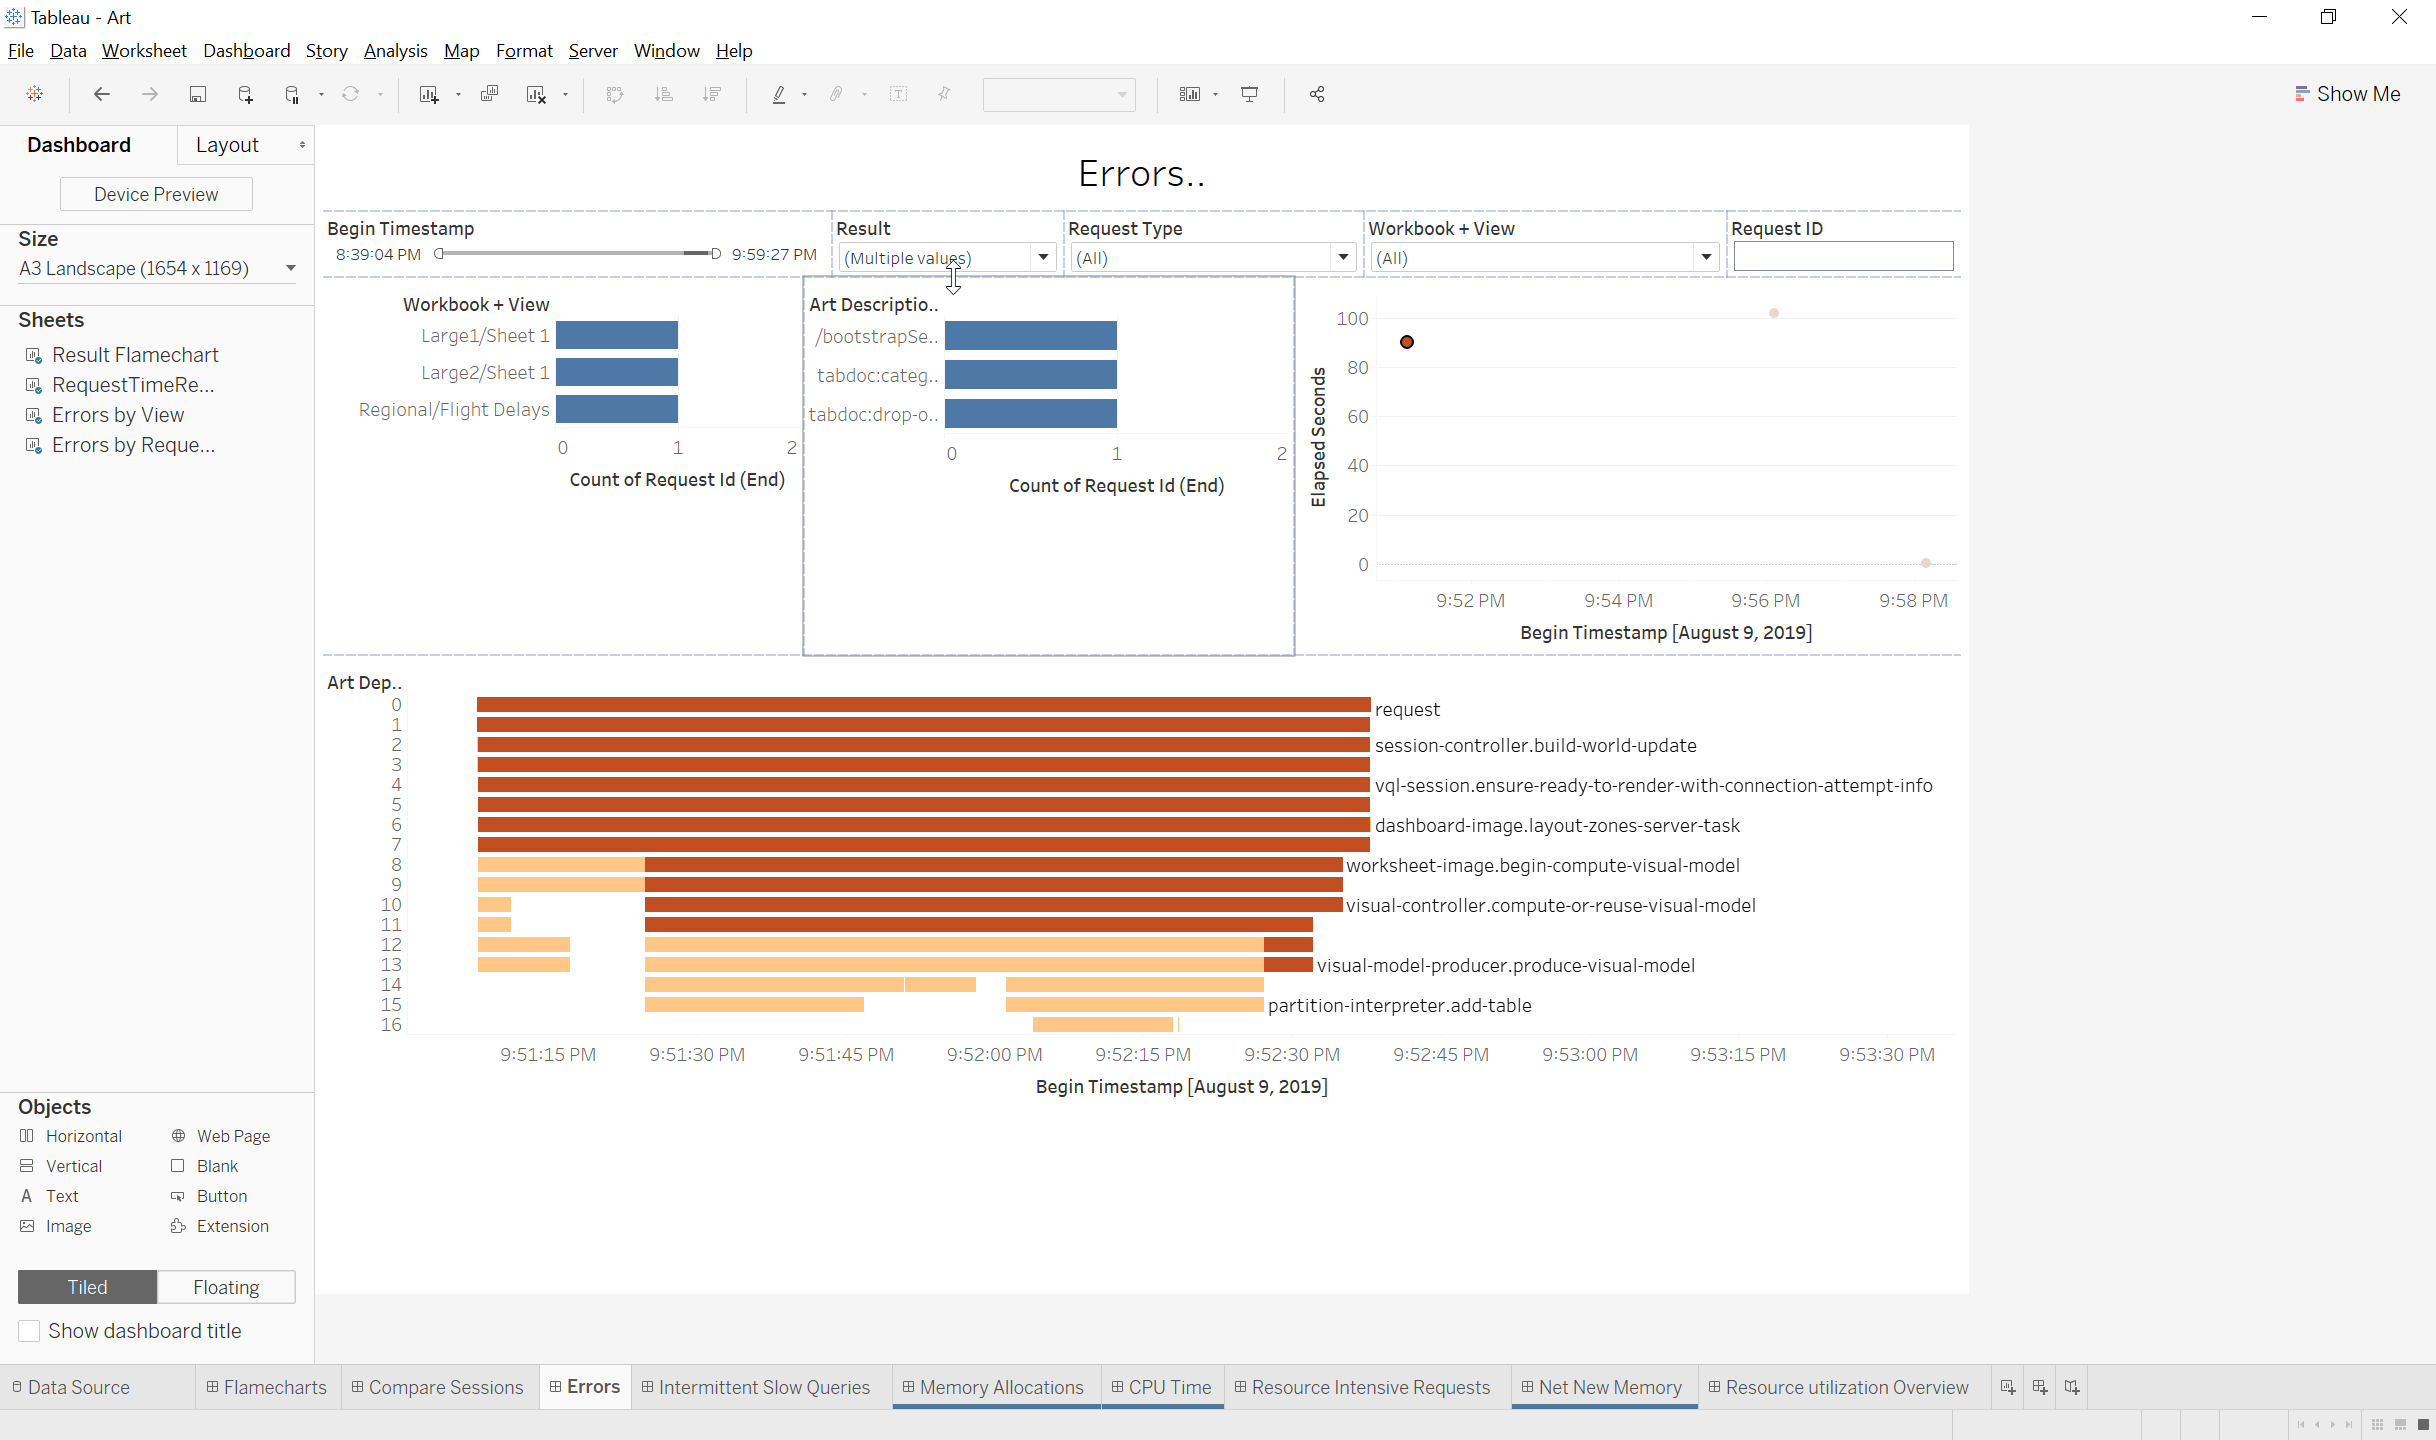 Tableau - Art
File Data Worksheet Dashboard Story Analysis Map Format Server Window Help
Show Me
Dashboard Layout
Device Preview
Size
A3 Landscape (1654 x 1169)
Sheets
Result Flamechart
RequestTimeRe...
Errors by View
Errors by Reque...
Objects
Horizontal Web Page
Vertical Blank
Text Button
Image Extension
Tiled Floating
Show dashboard title
Errors..
Begin Timestamp Result Request Type Workbook + View Request ID
8:39:04 PM 9:59:27 PM (Multiple values) (All) (All)
Workbook + View
Large1/Sheet 1
Large2/Sheet 1
Regional/Flight Delays
0 1 2
Count of Request Id (End)
Art Descriptio..
/bootstrapSe..
tabdoc:categ..
tabdoc:drop-o..
0 1 2
Count of Request Id (End)
Elapsed Seconds
100
80
60
40
20
0
9:52 PM 9:54 PM 9:56 PM 9:58 PM
Begin Timestamp [August 9, 2019]
Art Dep..
0 request
1
2 session-controller.build-world-update
3
4 vql-session.ensure-ready-to-render-with-connection-attempt-info
5
6 dashboard-image.layout-zones-server-task
7
8 worksheet-image.begin-compute-visual-model
9
10 visual-controller.compute-or-reuse-visual-model
11
12
13 visual-model-producer.produce-visual-model
14
15 partition-interpreter.add-table
16
9:51:15 PM 9:51:30 PM 9:51:45 PM 9:52:00 PM 9:52:15 PM 9:52:30 PM 9:52:45 PM 9:53:00 PM 9:53:15 PM 9:53:30 PM
Begin Timestamp [August 9, 2019]
Data Source Flamecharts Compare Sessions Errors Intermittent Slow Queries Memory Allocations CPU Time Resource Intensive Requests Net New Memory Resource utilization Overview